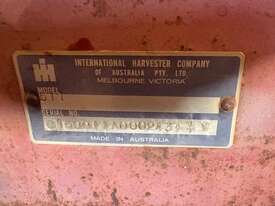 INTERNATIONAL HARVESTER COMPANY
OF AUSTRALIA PTY. LTD.
MELBOURNE VICTORIA
MODEL
SERIAL NO.
MADE IN AUSTRALIA